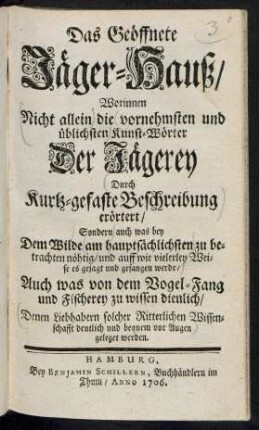 3
Das Geöffnete
Jäger-Hauß/
Worinnen
Nicht allein die vornehmsten und
üblichsten Kunst-Wörter
Der Jägerey
Durch
Kurtz-gefaste Beschreibung
erörtert/
Sondern auch was bey
Dem Wilde am hauptsächlichsten zu be-
trachten nöhtig/ und auff wie vielerley Wei-
se es gejagt und gefangen werde/
Auch was von dem Vogel-Fang
und Fischerey zu wissen dienlich/
Denen Liebhabern solcher Ritterlichen Wissen-
schafft deutlich und beqvem vor Augen
geleget werden.
HAMBURG,
Bey BENJAMIN SCHILLERN, Buchhändlern im
Thum/ ANNO 1706.